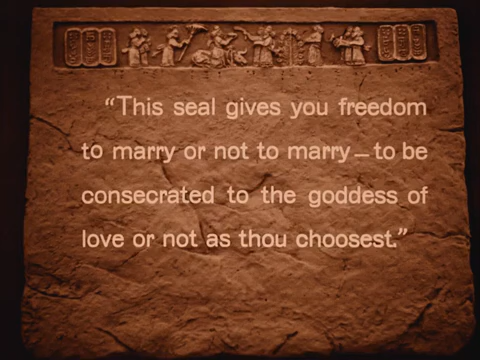 “This seal gives you freedom
to marry or not to marry—to be
consecrated to the goddess of
love or not as thou choosest.”